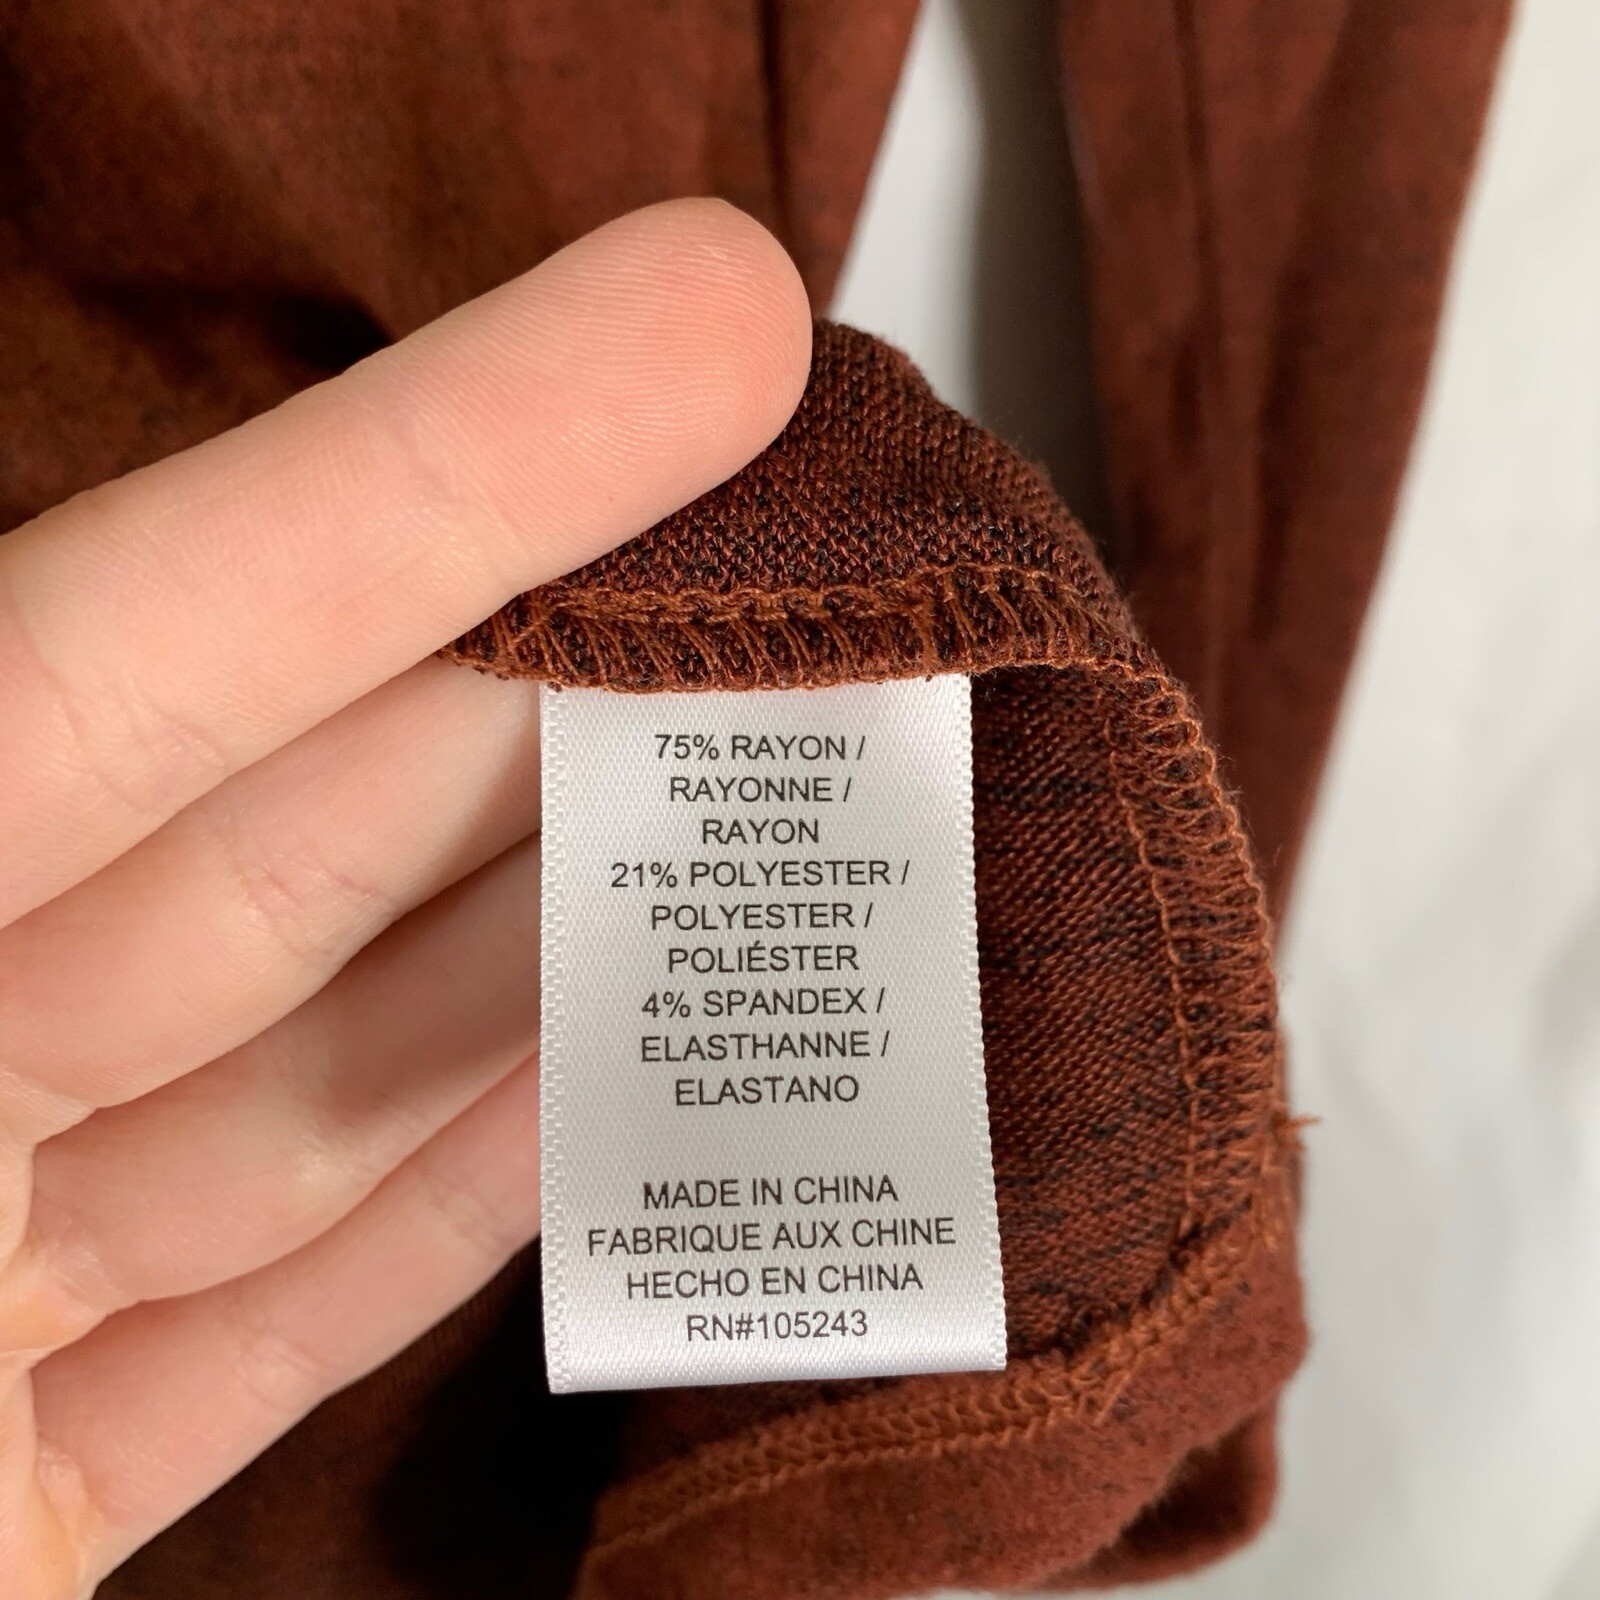 75% RAYON /
RAYONNE /
RAYON
21% POLYESTER /
POLYESTER /
POLIÉSTER
4% SPANDEX /
ELASTHANNE /
ELASTANO
MADE IN CHINA
FABRIQUE AUX CHINE
HECHO EN CHINA
RN#105243